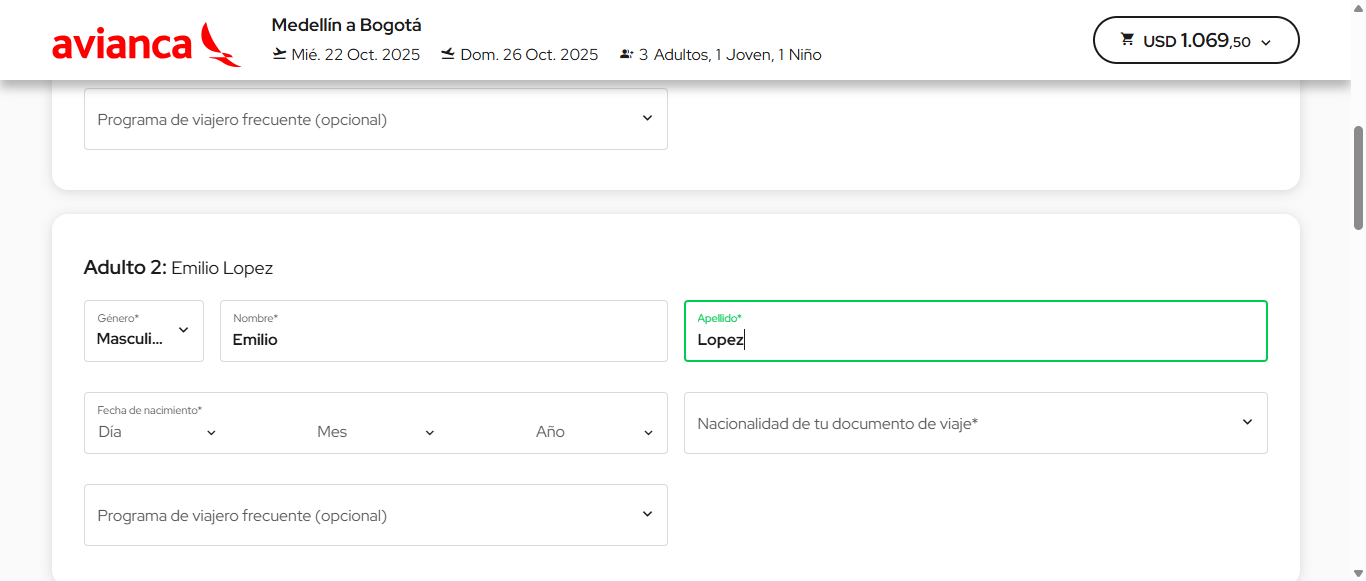 avianca
Medellín a Bogotá
Mié. 22 Oct. 2025 Dom. 26 Oct. 2025 3 Adultos, 1 Joven, 1 Niño
USD 1.069,50
Programa de viajero frecuente (opcional)
Adulto 2: Emilio Lopez
Género* Nombre* Apellido*
Masculi... Emilio Lopez
Fecha de nacimiento*
Día Mes Año
Nacionalidad de tu documento de viaje*
Programa de viajero frecuente (opcional)